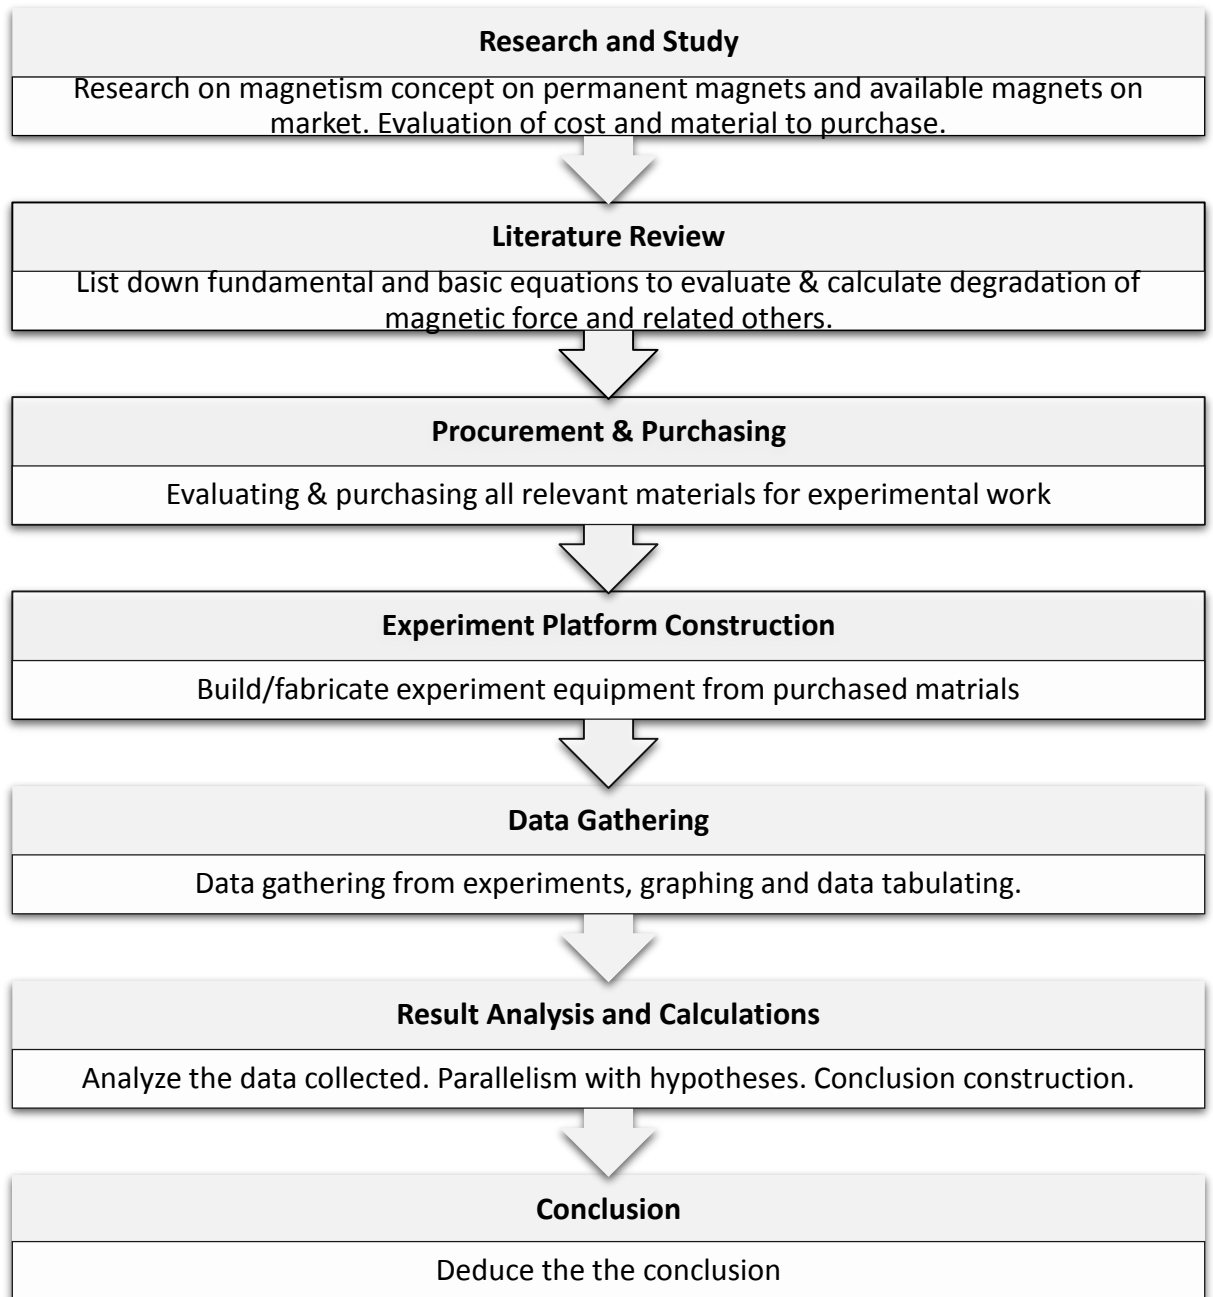 Research and Study
Research on magnetism concept on permanent magnets and available magnets on
market. Evaluation of cost and material to purchase.
Literature Review
List down fundamental and basic equations to evaluate & calculate degradation of
magnetic force and related others.
Procurement & Purchasing
Evaluating & purchasing all relevant materials for experimental work
Experiment Platform Construction
Build/fabricate experiment equipment from purchased matrials
Data Gathering
Data gathering from experiments, graphing and data tabulating.
Result Analysis and Calculations
Analyze the data collected. Parallelism with hypotheses. Conclusion construction.
Conclusion
Deduce the the conclusion